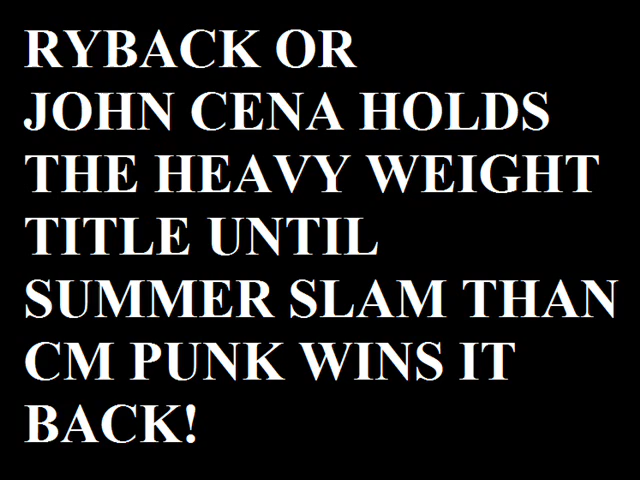 RYBACK OR
JOHN CENA HOLDS
THE HEAVY WEIGHT
TITLE UNTIL
SUMMER SLAM THAN
CM PUNK WINS IT
BACK!